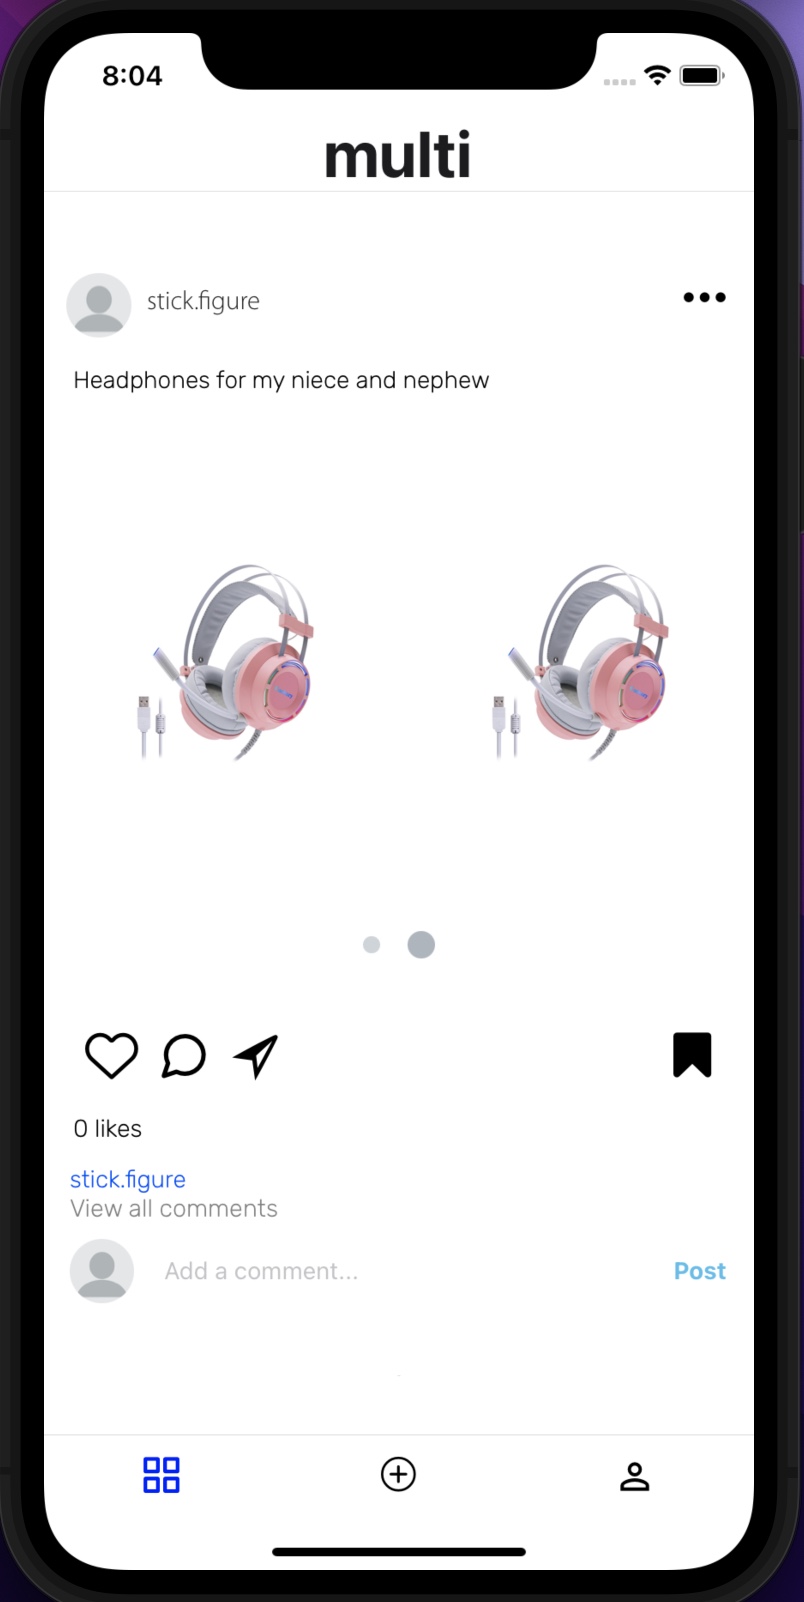 8:04
multi
stick.figure
Headphones for my niece and nephew
0 likes
stick.figure
View all comments
Add a comment...
Post